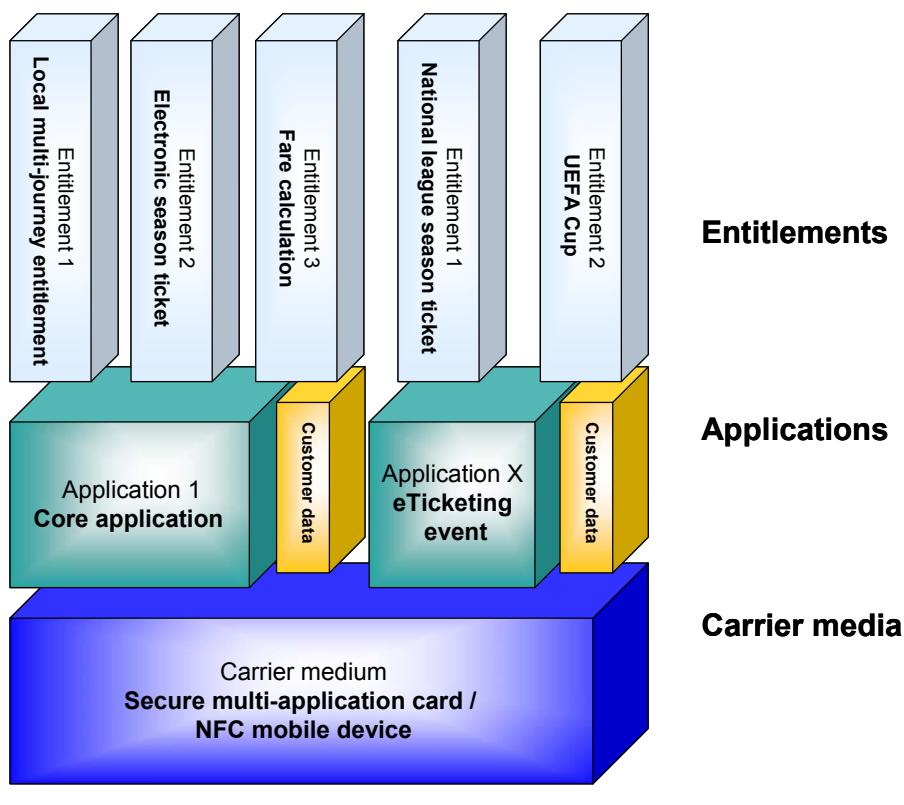 Entitlement 1
Local multi-journey entitlement
Entitlement 2
Electronic season ticket
Entitlement 3
Fare calculation
Entitlement 1
National league season ticket
Entitlement 2
UEFA Cup
Entitlements
Application 1
Core application
Customer data
Application X
eTicketing
event
Customer data
Applications
Carrier medium
Secure multi-application card /
NFC mobile device
Carrier media